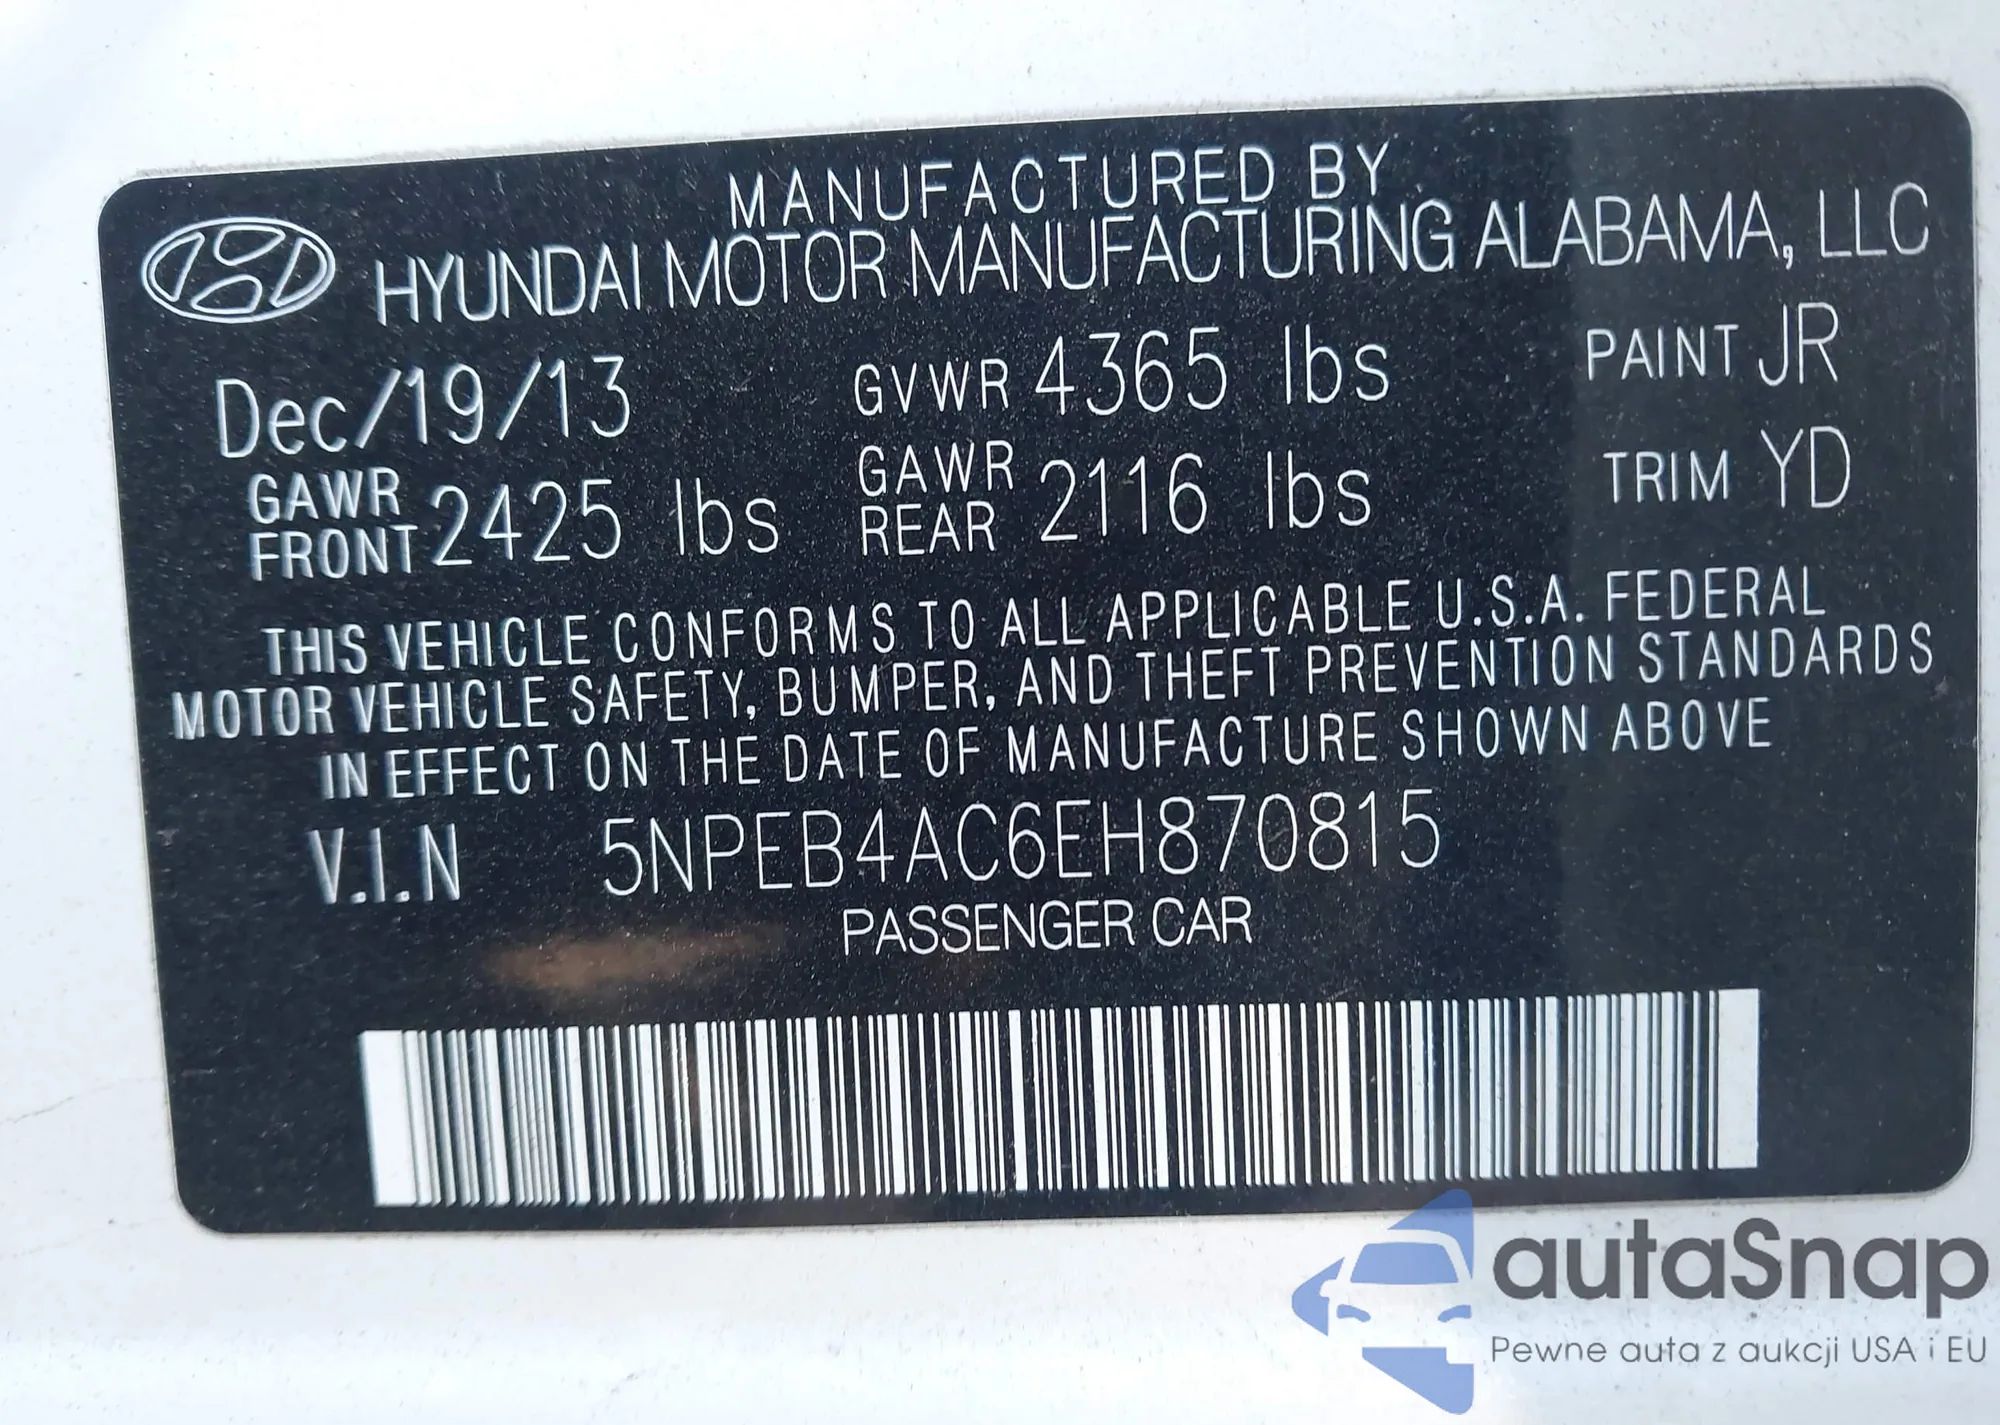 MANUFACTURED BY
HYUNDAI MOTOR MANUFACTURING ALABAMA, LLC
Dec/19/13 GVWR 4365 lbs PAINT JR
GAWR FRONT 2425 lbs GAWR REAR 2116 lbs TRIM YD
THIS VEHICLE CONFORMS TO ALL APPLICABLE U.S.A. FEDERAL
MOTOR VEHICLE SAFETY, BUMPER, AND THEFT PREVENTION STANDARDS
IN EFFECT ON THE DATE OF MANUFACTURE SHOWN ABOVE
V.I.N 5NPEB4AC6EH870815
PASSENGER CAR
autaSnap
Pewne auta z aukcji USA i EU